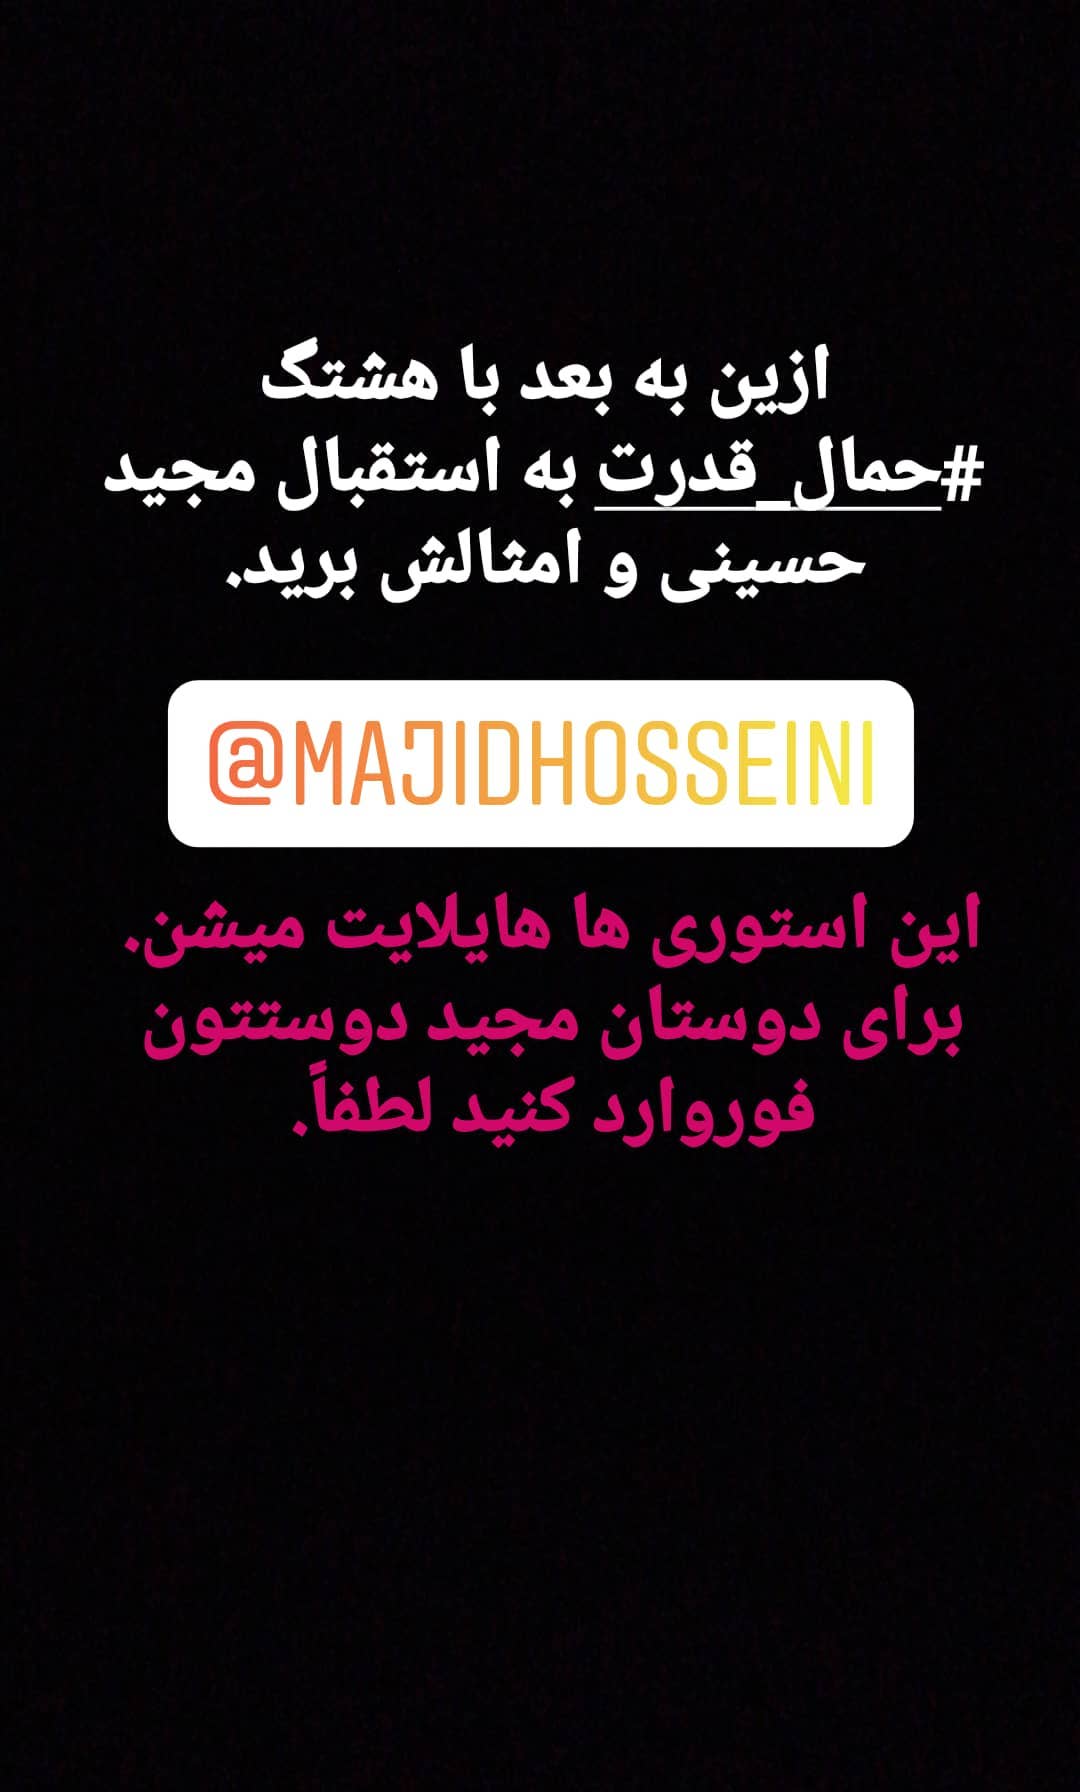 ازین به بعد با هشتگ
#حمال_قدرت به استقبال مجید
حسینی و امثالش برید.
@MAJIDHOSSEINI
این استوری ها هایلایت میشن.
برای دوستان مجید دوستتون
فوروارد کنید لطفاً.